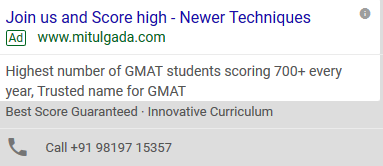 Join us and Score high - Newer Techniques
Ad www.mitulgada.com
Highest number of GMAT students scoring 700+ every
year, Trusted name for GMAT
Best Score Guaranteed · Innovative Curriculum
Call +91 98197 15357